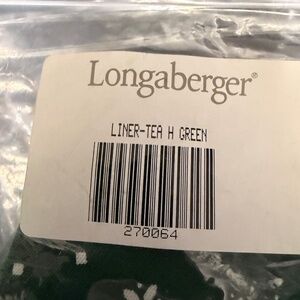 Longaberger®
LINER-TEA H GREEN
270064